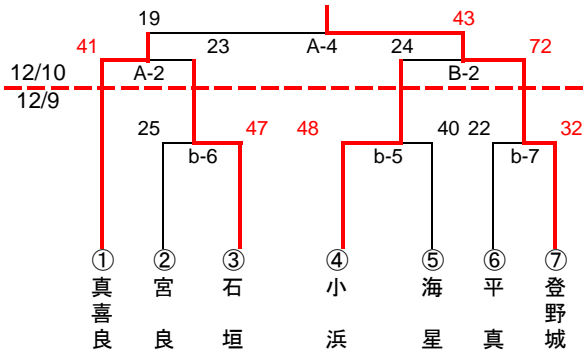 19 43
41 23 A-4 24 72
12/10 A-2 B-2
12/9
25 47 48 40 22 32
b-6 b-5 b-7
① ② ③ ④ ⑤ ⑥ ⑦
真喜良
宮良
石垣
小浜
海星
平真
登野城